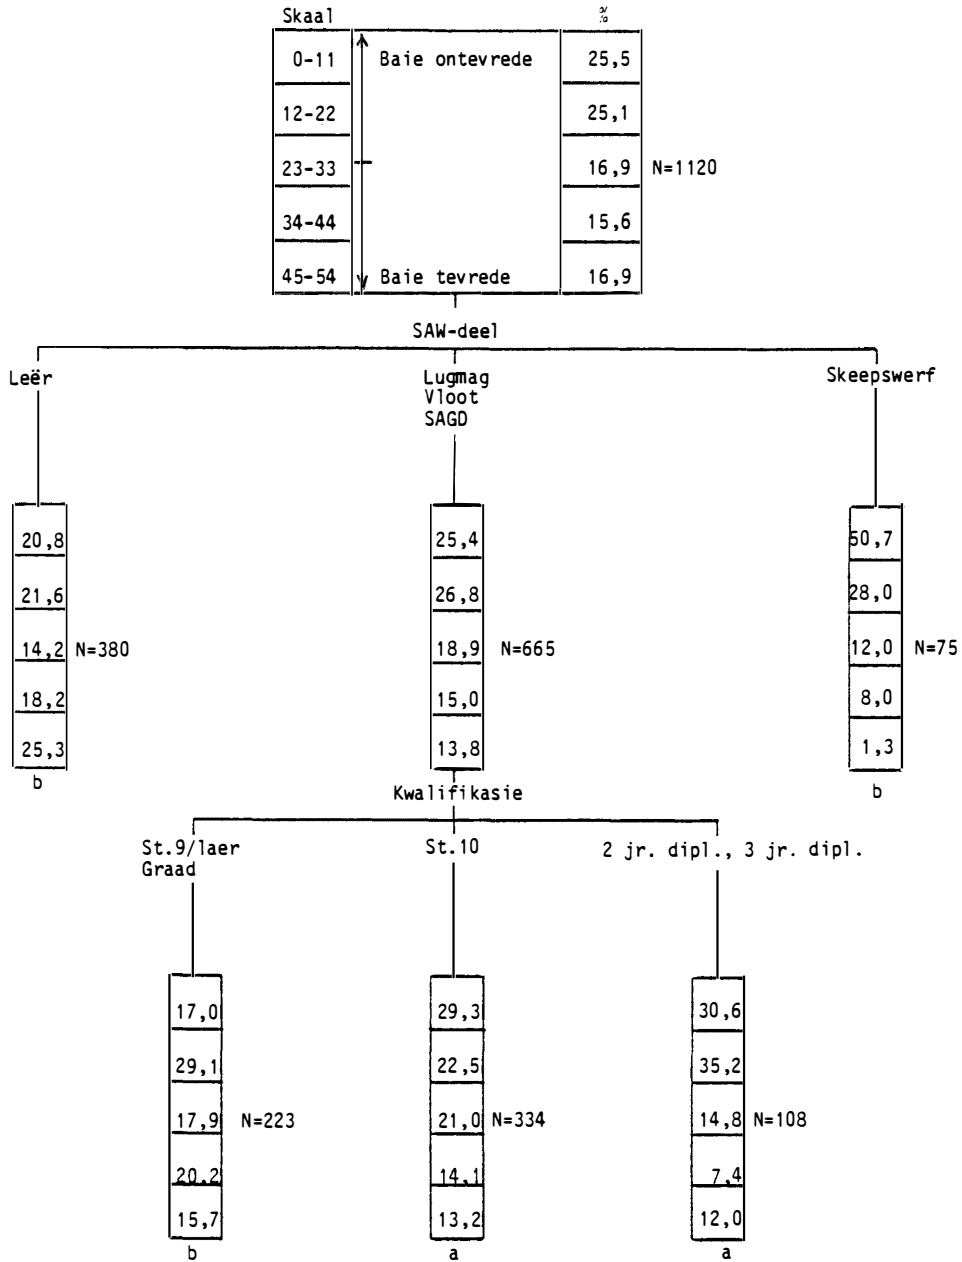 Skaal %
0-11 Baie ontevrede 25,5
12-22 25,1
23-33 16,9 N=1120
34-44 15,6
45-54 Baie tevrede 16,9
SAW-deel
Leër Lugmag Skeepswerf
Vloot
SAGD
20,8 25,4 50,7
21,6 26,8 28,0
14,2 N=380 18,9 N=665 12,0 N=75
18,2 15,0 8,0
25,3 13,8 1,3
b b
Kwalifikasie
St.9/laer St.10 2 jr. dipl., 3 jr. dipl.
Graad
17,0 29,3 30,6
29,1 22,5 35,2
17,9 N=223 21,0 N=334 14,8 N=108
20,2 14,1 7,4
15,7 13,2 12,0
b a a